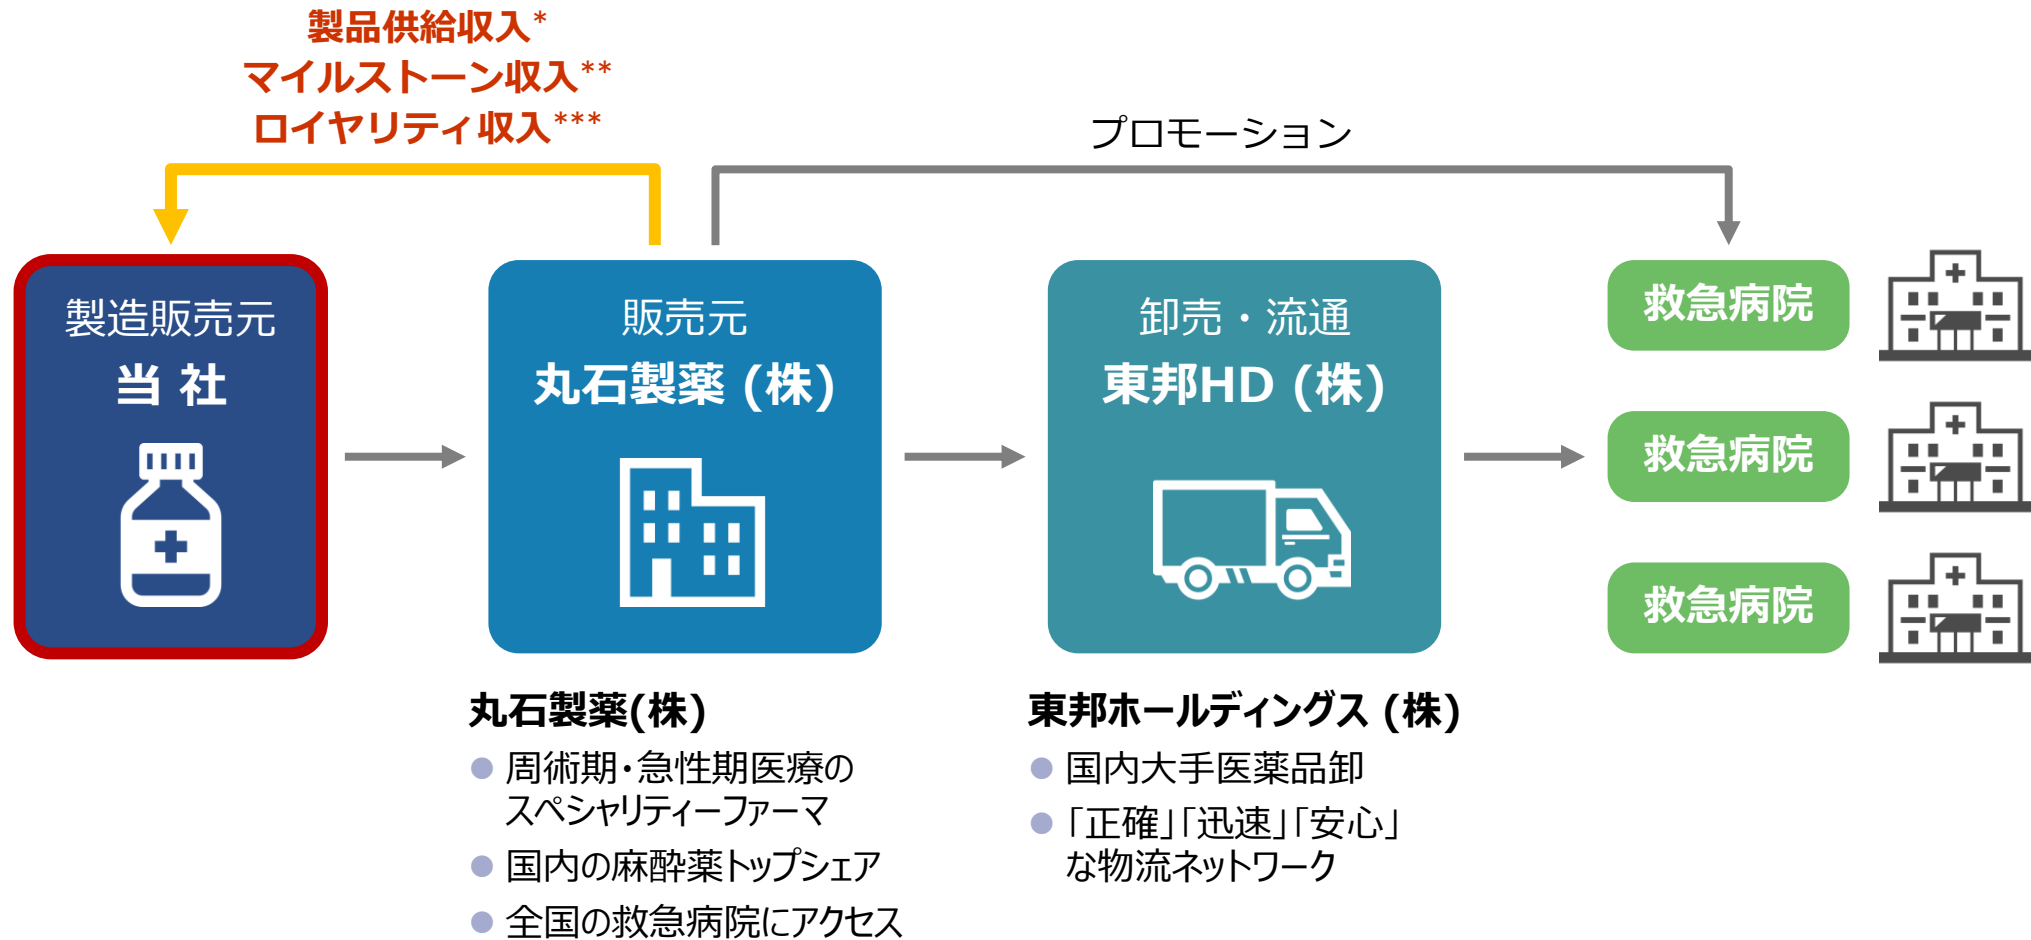 製品供給収入*
マイルストーン収入**
ロイヤリティ収入***
プロモーション
製造販売元
当 社
販売元
丸石製薬 (株)
卸売・流通
東邦HD (株)
救急病院
救急病院
救急病院
丸石製薬(株)
周術期・急性期医療の
スペシャリティーファーマ
国内の麻酔薬トップシェア
全国の救急病院にアクセス
東邦ホールディングス (株)
国内大手医薬品卸
「正確」「迅速」「安心」
な物流ネットワーク